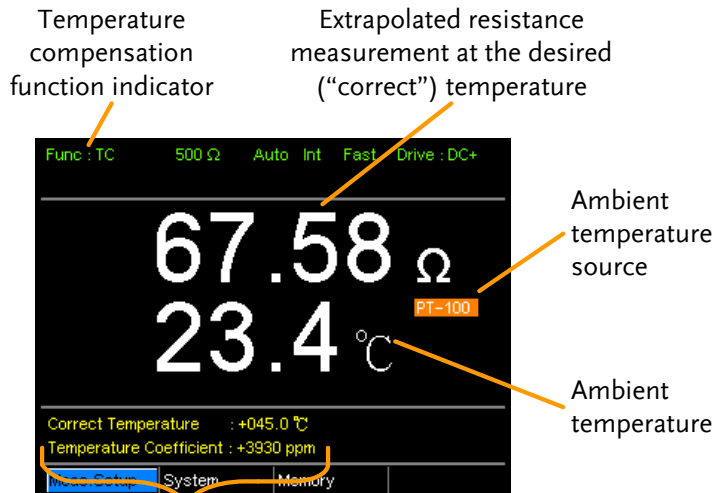 Temperature
compensation
function indicator
Extrapolated resistance
measurement at the desired
(“correct”) temperature
Func : TC 500 Ω Auto Int Fast Drive : DC+
67.58 Ω
PT-100
23.4 ℃
Ambient
temperature
source
Ambient
temperature
Correct Temperature : +045.0 ℃
Temperature Coefficient : +3930 ppm
Meas. Setup System Memory